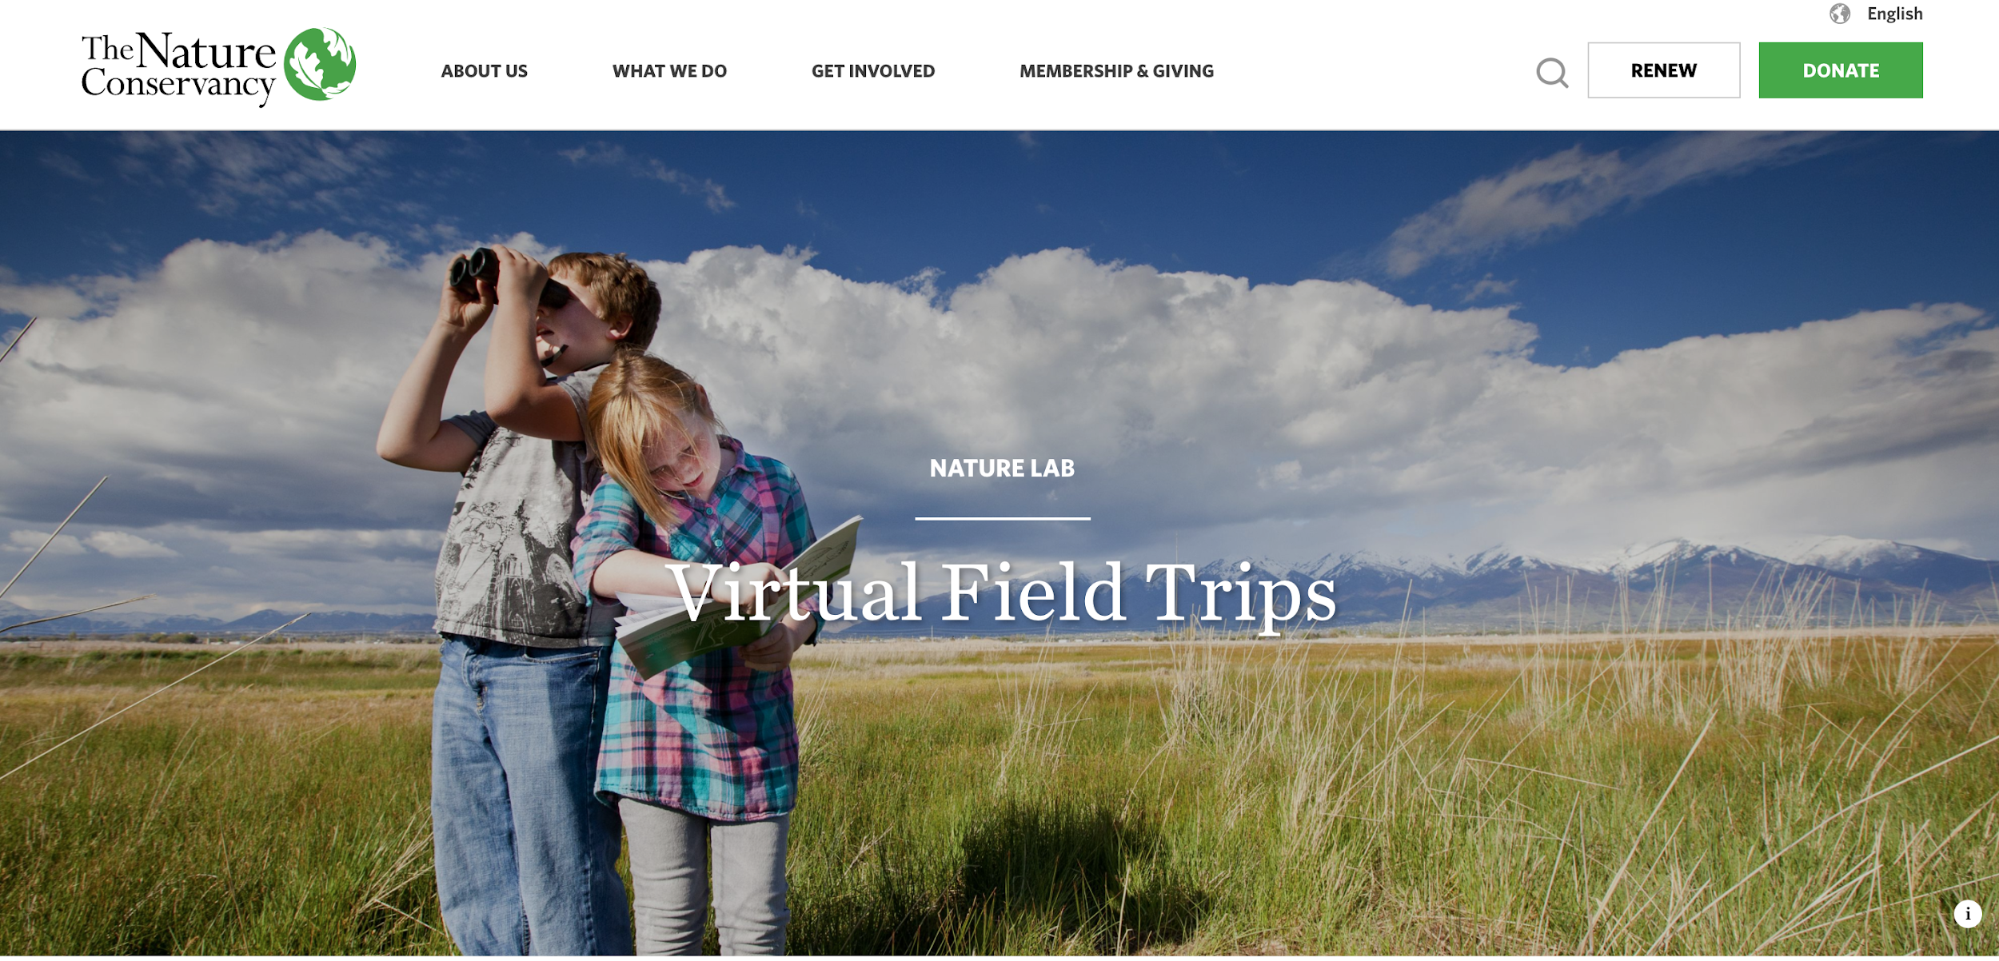 English
The Nature
Conservancy
ABOUT US
WHAT WE DO
GET INVOLVED
MEMBERSHIP & GIVING
RENEW
DONATE
NATURE LAB
Virtual Field Trips
i